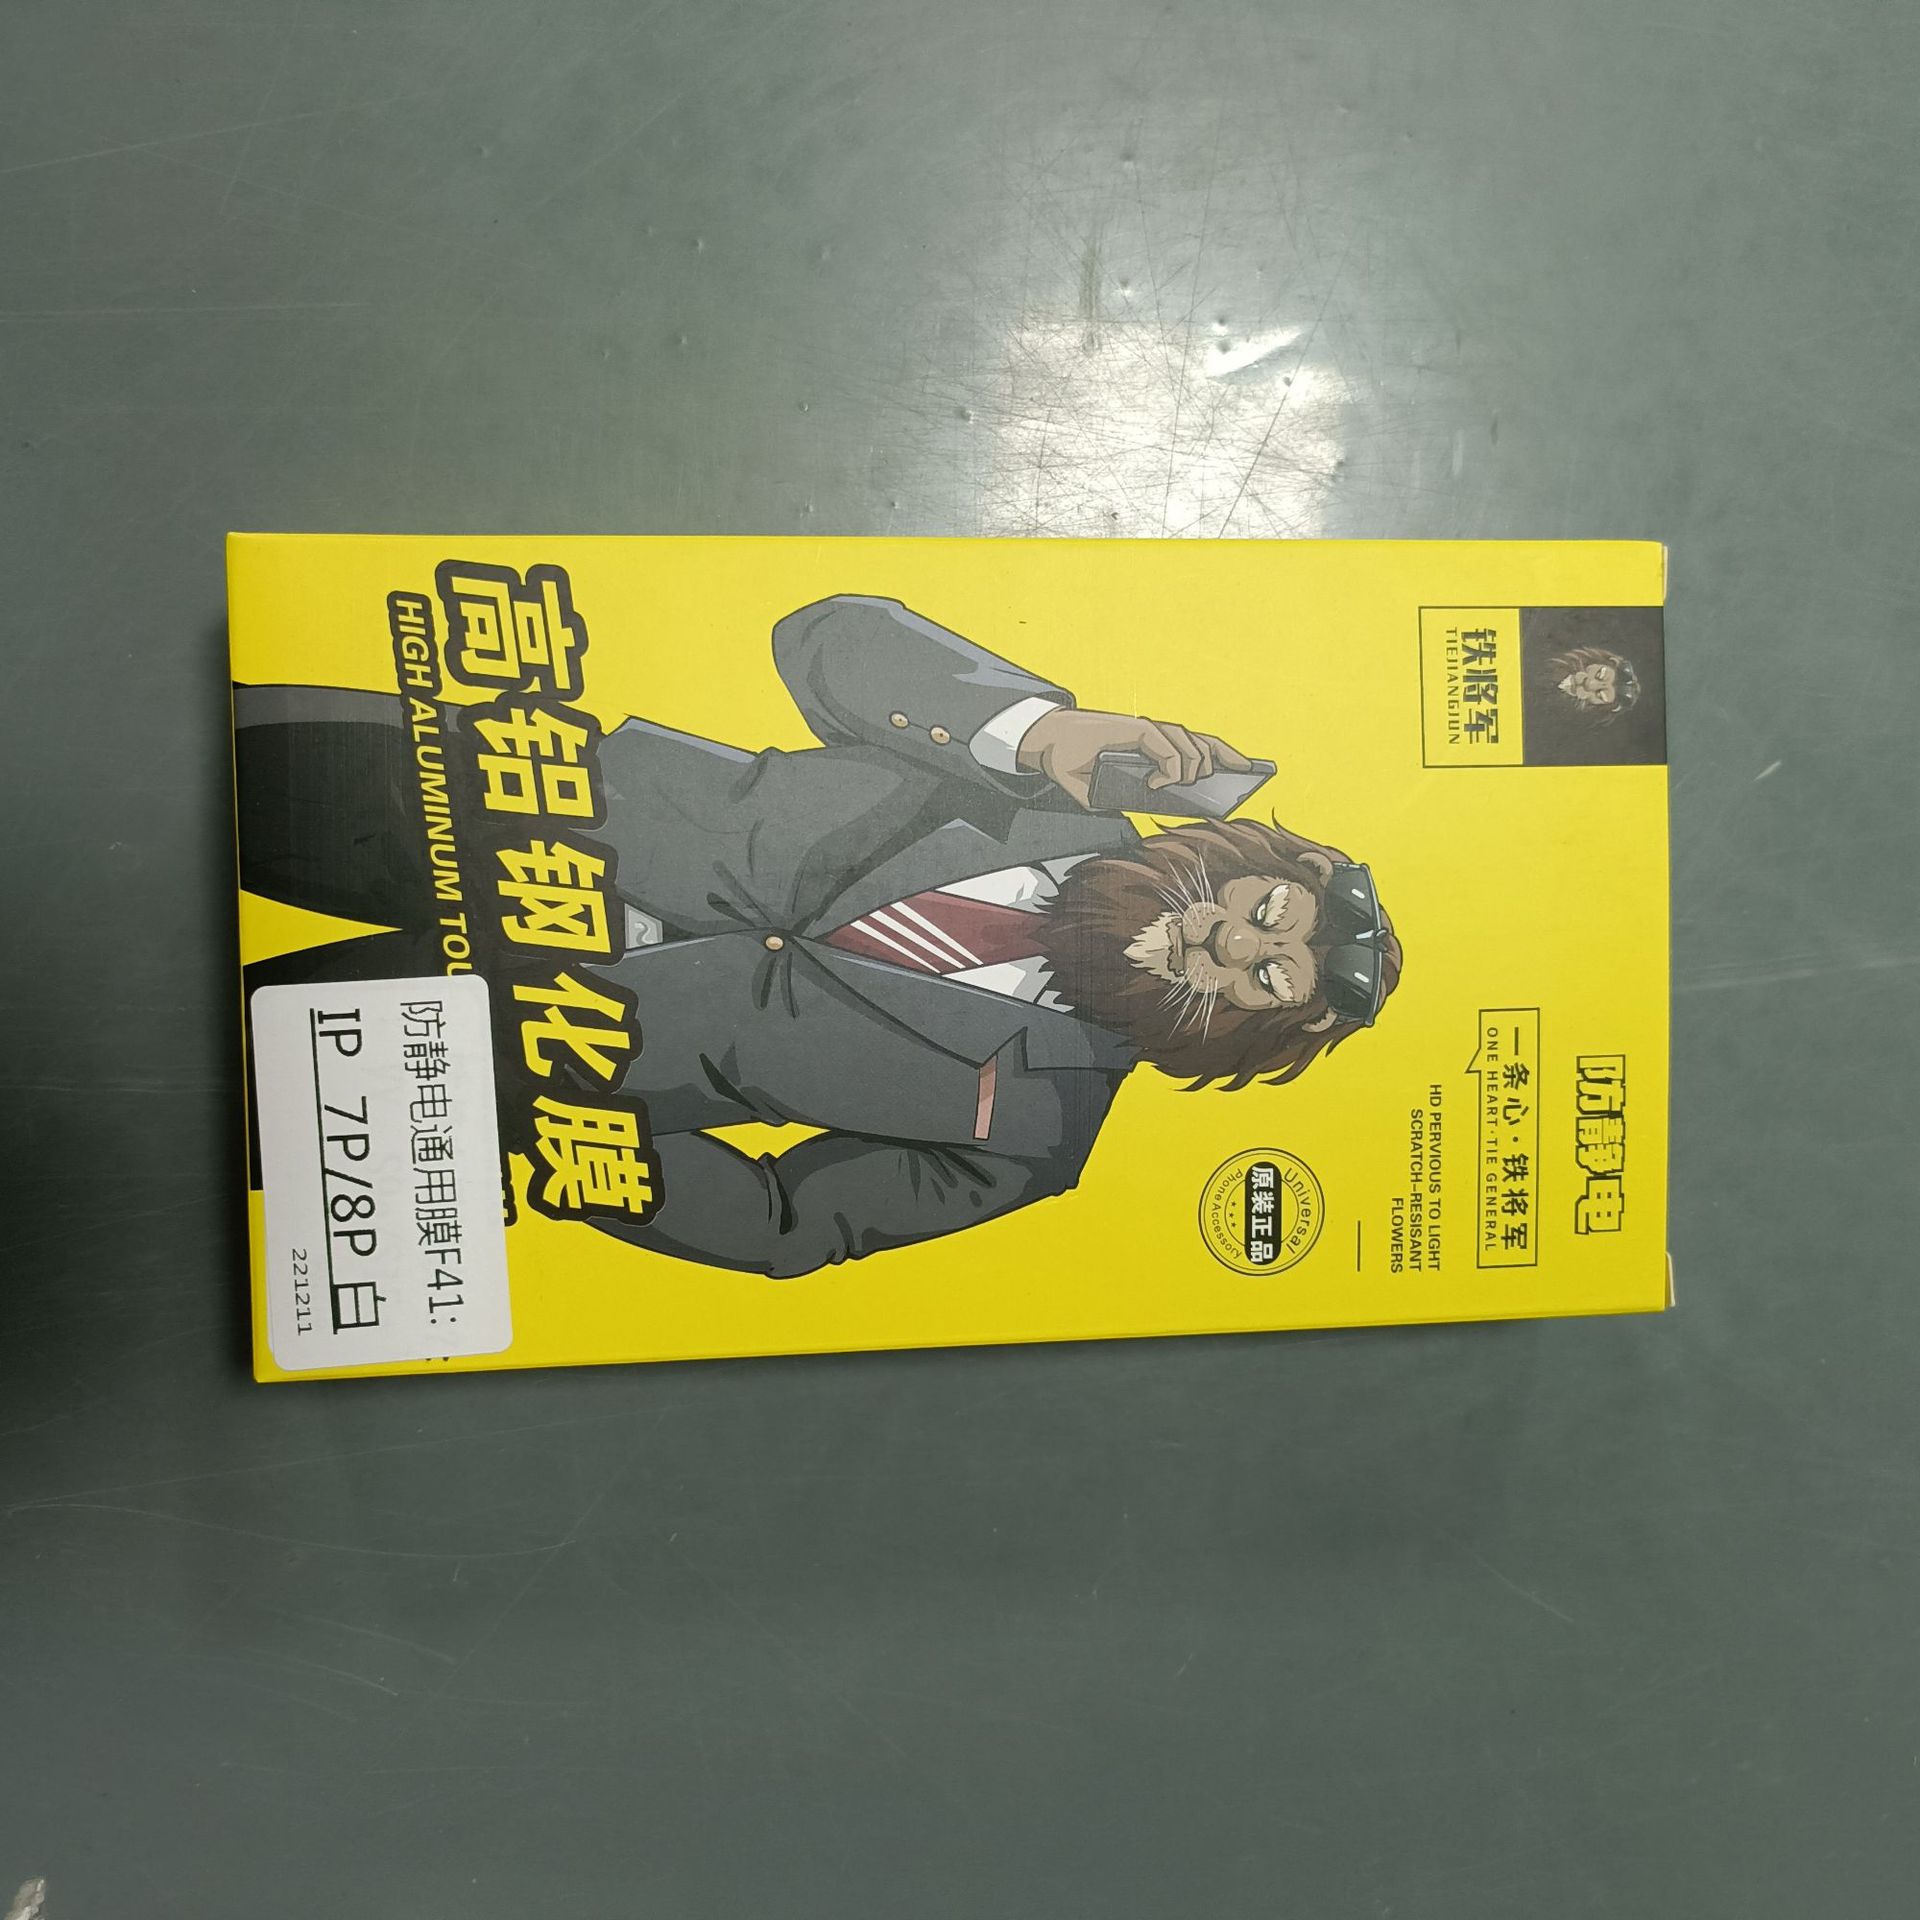 铁将军
TIEJIANGJUN
防静电
一条心·铁将军
ONE HEART·TIE GENERAL
HD PERVIOUS TO LIGHT
SCRATCH-RESISANT
FLOWERS
Universal
原装正品
Phone Accessory
高铝钢化膜
HIGH ALUMINUM
防静电通用膜F41:
IP 7P/8P 白
221211